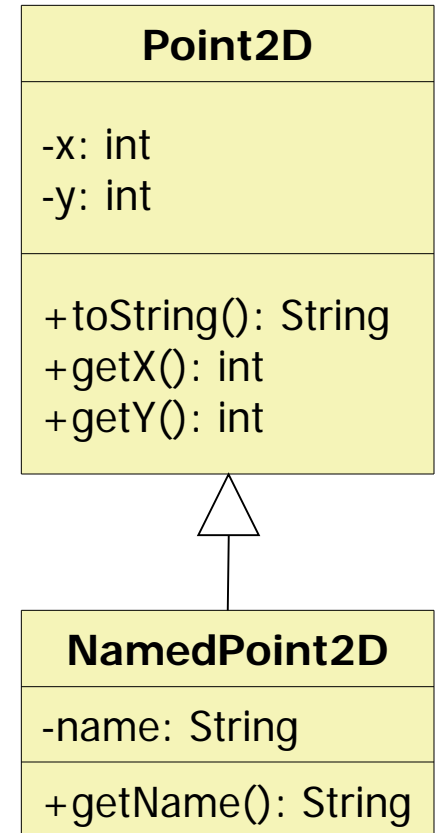 Point2D
-x: int
-y: int
+toString(): String
+getX(): int
+getY(): int
NamedPoint2D
-name: String
+getName(): String